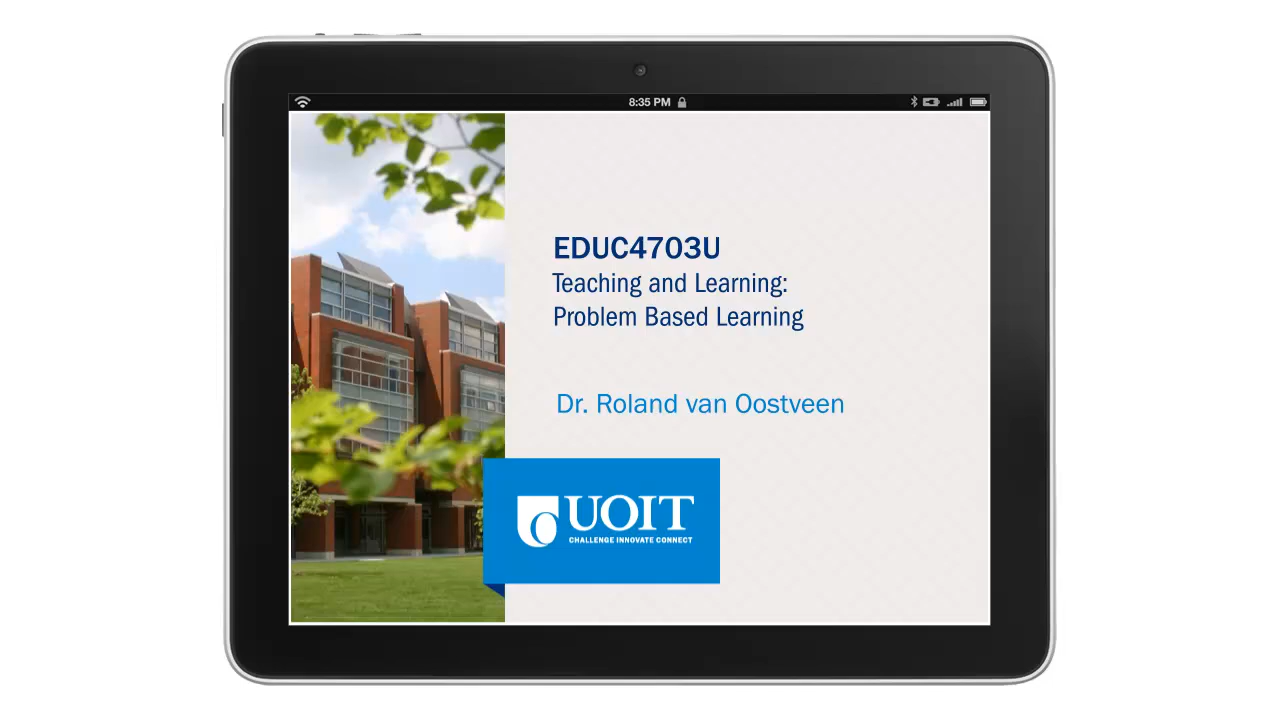 8:35 PM
EDUC4703U
Teaching and Learning:
Problem Based Learning
Dr. Roland van Oostveen
UOIT
CHALLENGE INNOVATE CONNECT